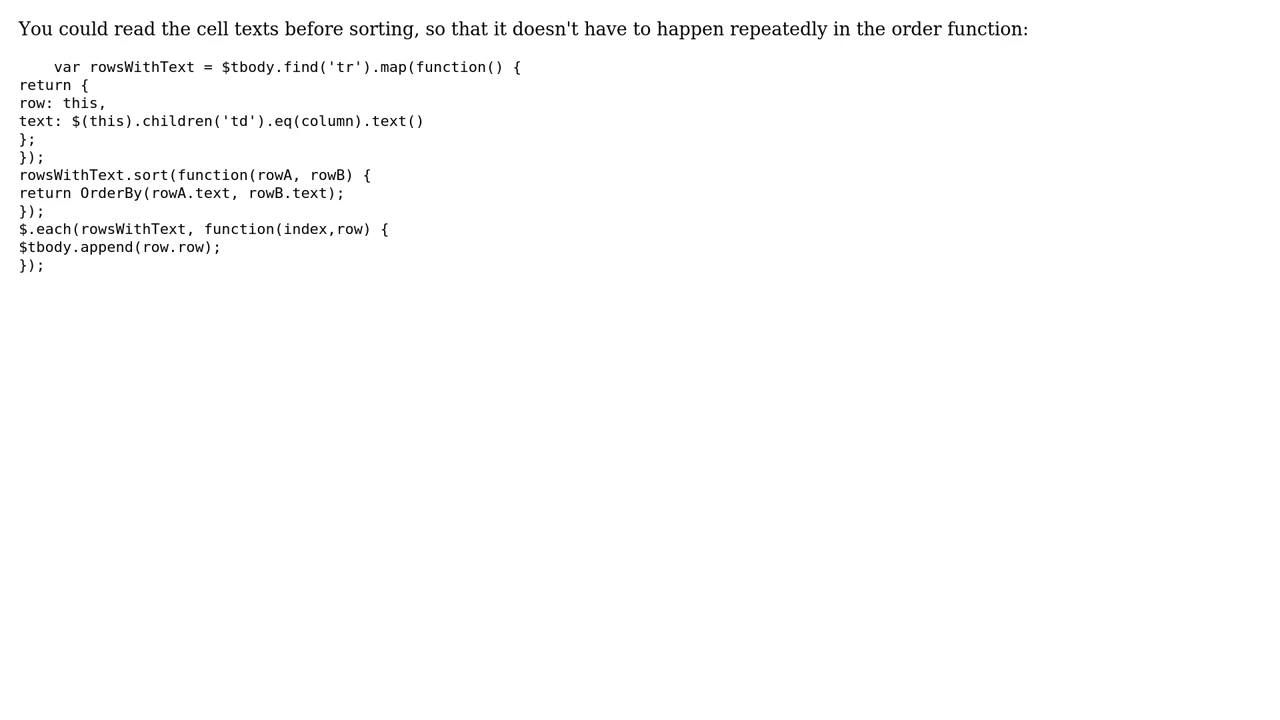 You could read the cell texts before sorting, so that it doesn't have to happen repeatedly in the order function:
    var rowsWithText = $tbody.find('tr').map(function() {
return {
row: this,
text: $(this).children('td').eq(column).text()
};
});
rowsWithText.sort(function(rowA, rowB) {
return OrderBy(rowA.text, rowB.text);
});
$.each(rowsWithText, function(index,row) {
$tbody.append(row.row);
});